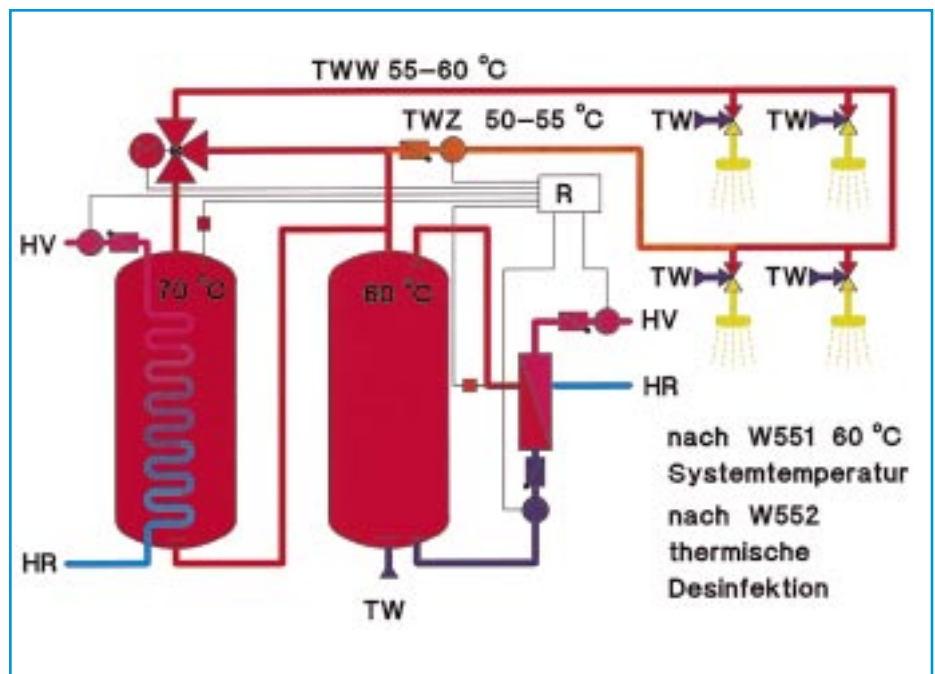 TWW 55–60 °C
TWZ 50–55 °C
TW TW
R
HV
70 °C 60 °C
TW TW
HV
HR
nach W551 60 °C
Systemtemperatur
nach W552
thermische
Desinfektion
HR
TW